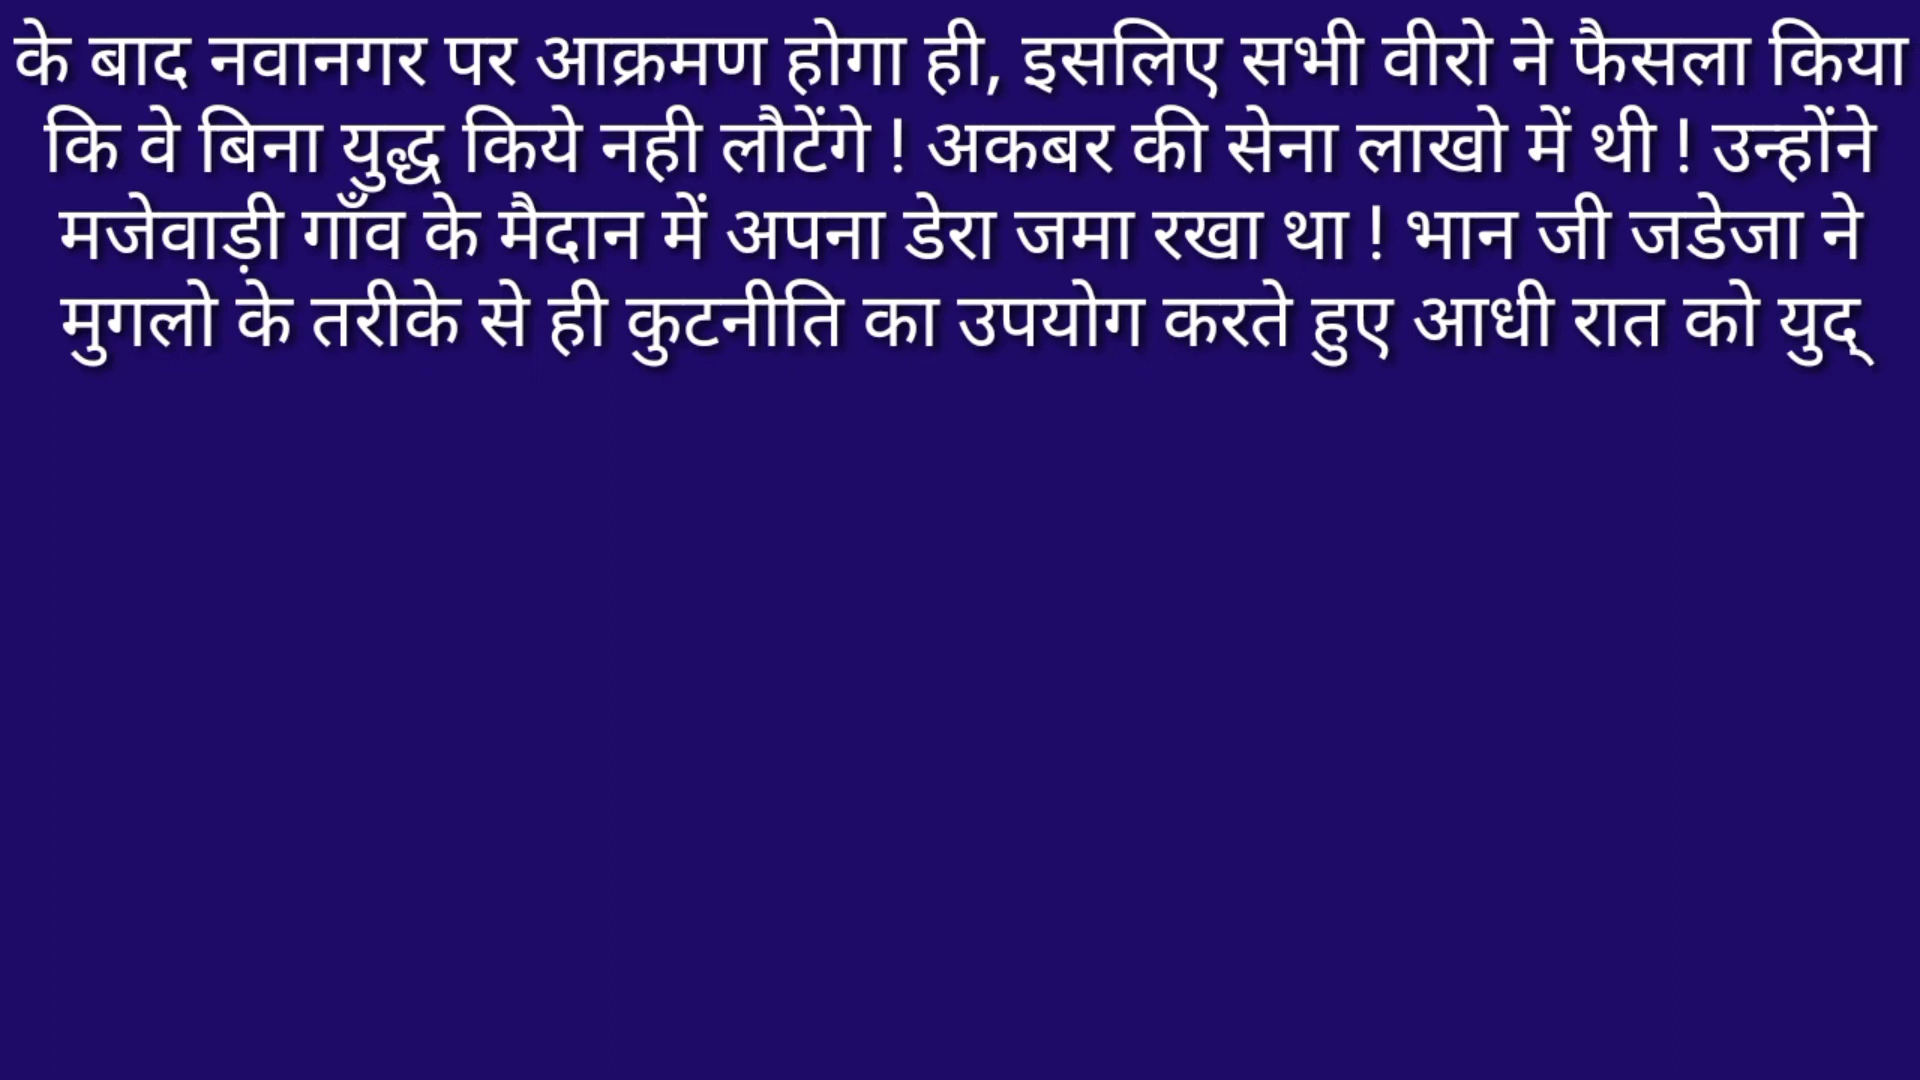 के बाद नवानगर पर आक्रमण होगा ही, इसलिए सभी वीरो ने फैसला किया
कि वे बिना युद्ध किये नही लौटेंगे ! अकबर की सेना लाखो में थी ! उन्होंने
मजेवाड़ी गाँव के मैदान में अपना डेरा जमा रखा था ! भान जी जडेजा ने
मुगलो के तरीके से ही कुटनीति का उपयोग करते हुए आधी रात को युद्